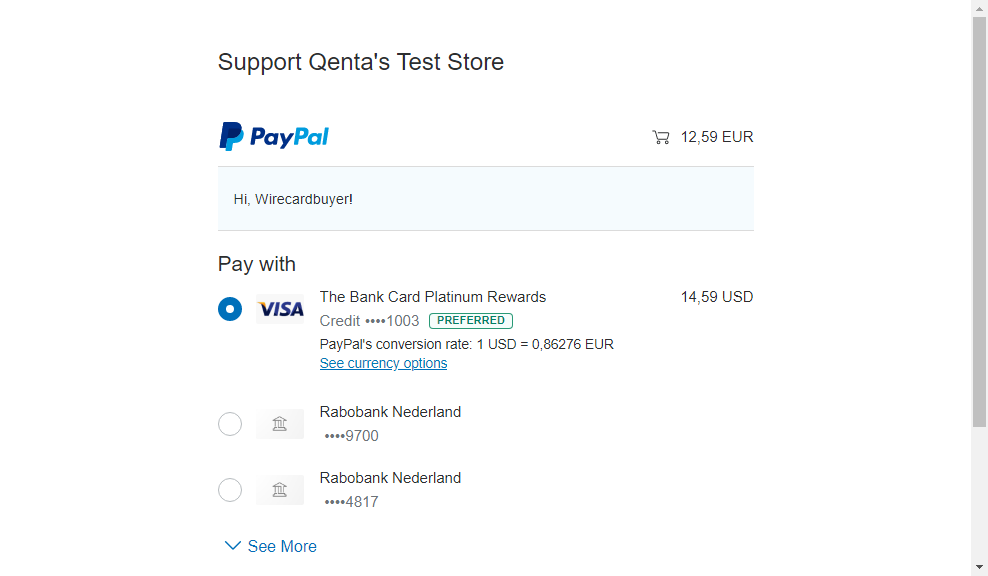 Support Qenta's Test Store
PayPal 12,59 EUR
Hi, Wirecardbuyer!
Pay with
VISA The Bank Card Platinum Rewards 14,59 USD
Credit ••••1003 PREFERRED
PayPal's conversion rate: 1 USD = 0,86276 EUR
See currency options
Rabobank Nederland
••••9700
Rabobank Nederland
••••4817
See More